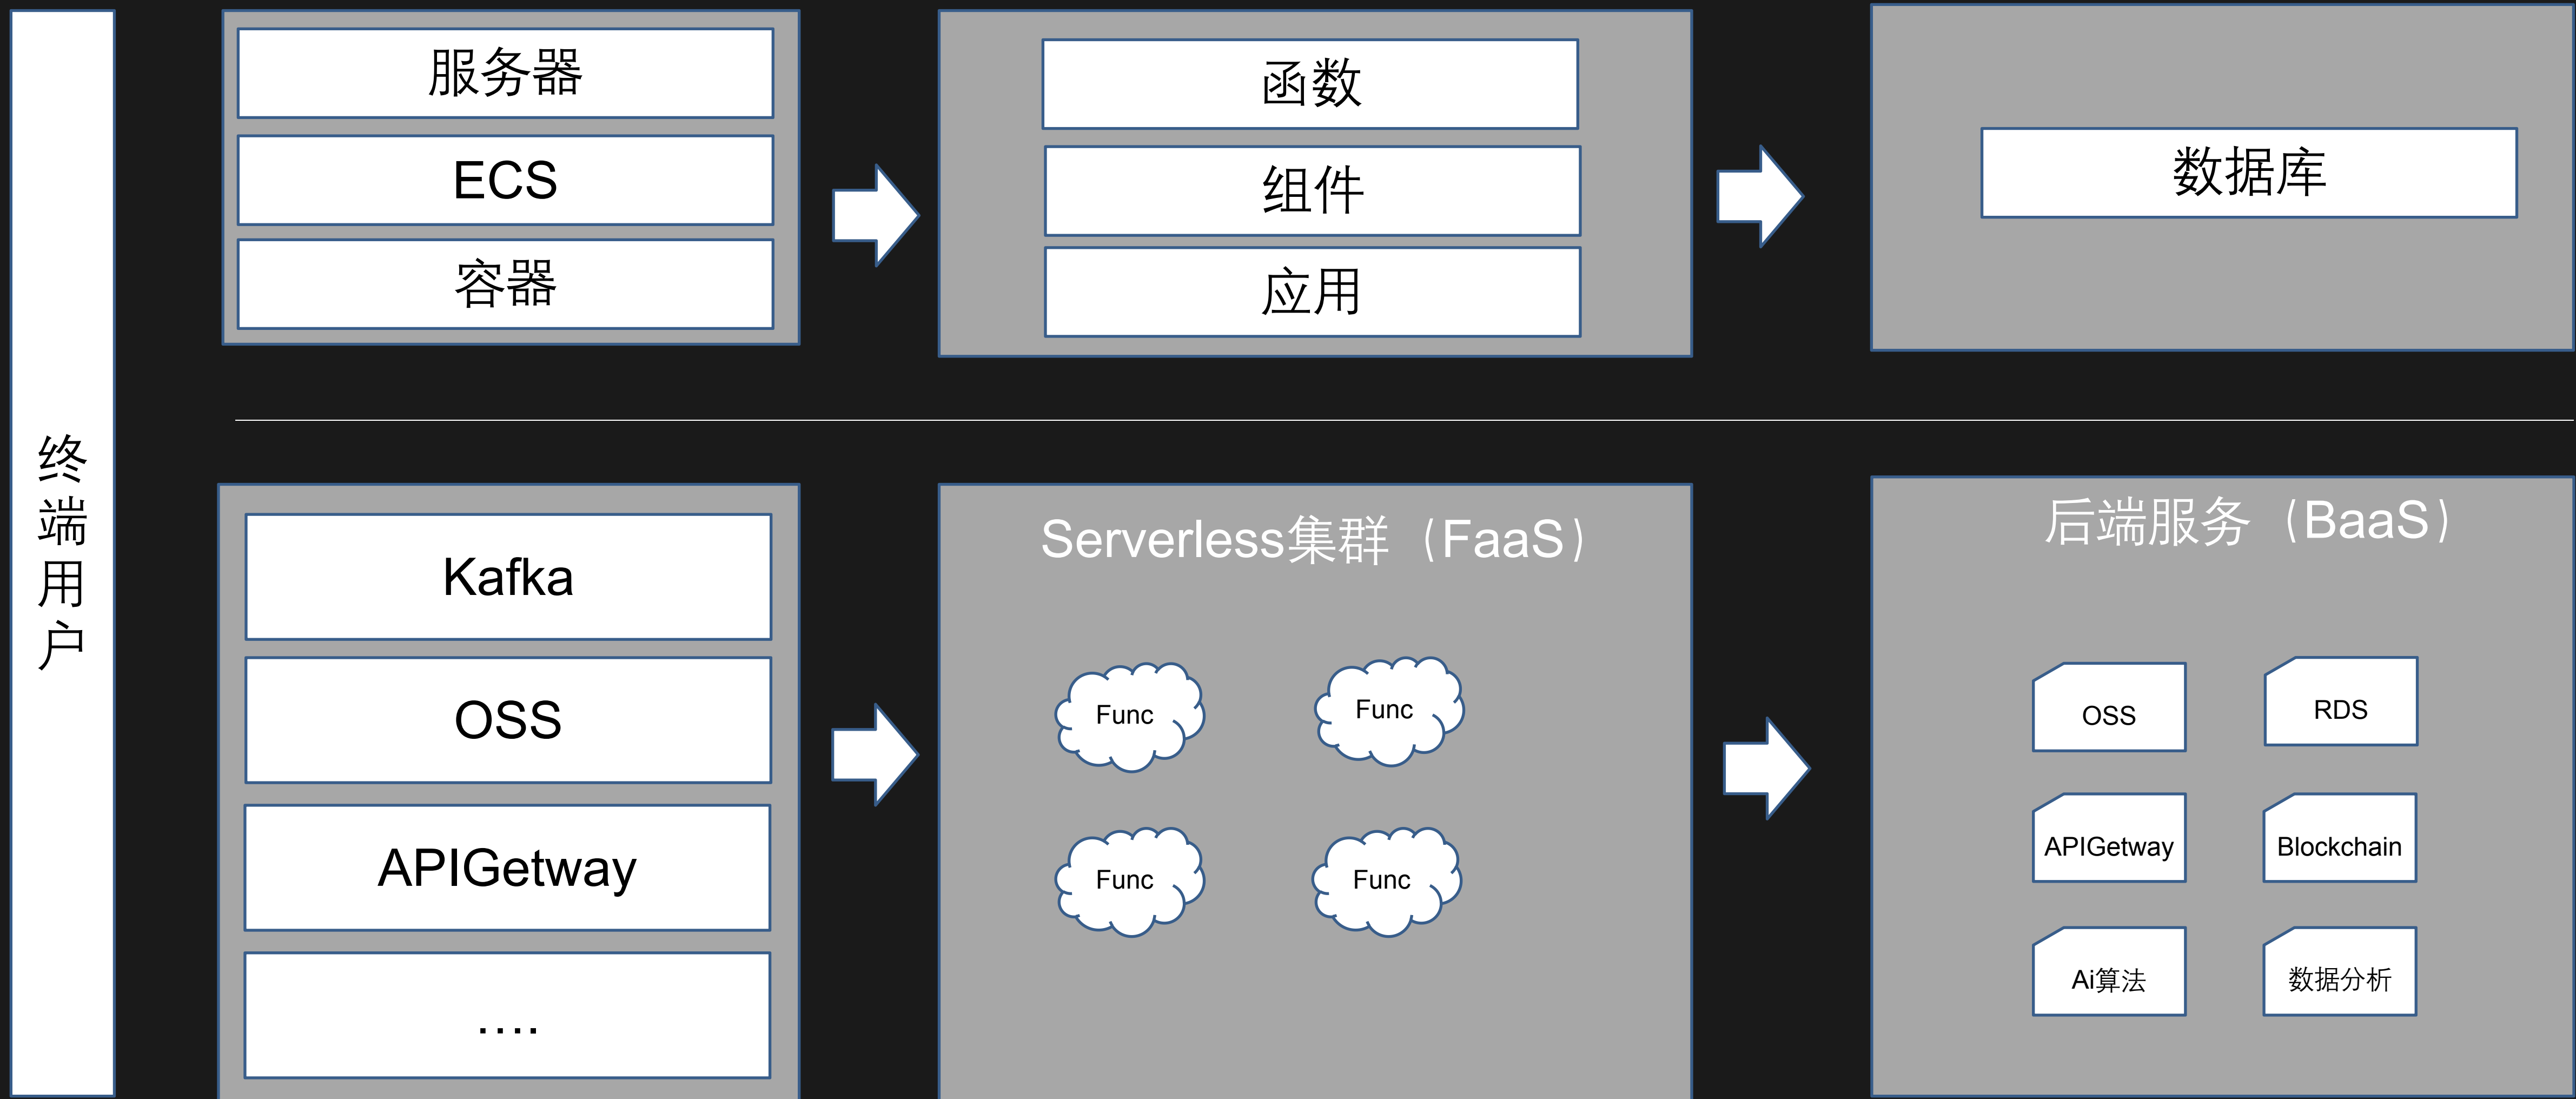 终端用户
服务器
ECS
容器
函数
组件
应用
数据库
Kafka
OSS
APIGetway
....
Serverless集群（FaaS）
Func
Func
Func
Func
后端服务（BaaS）
OSS
RDS
APIGetway
Blockchain
Ai算法
数据分析